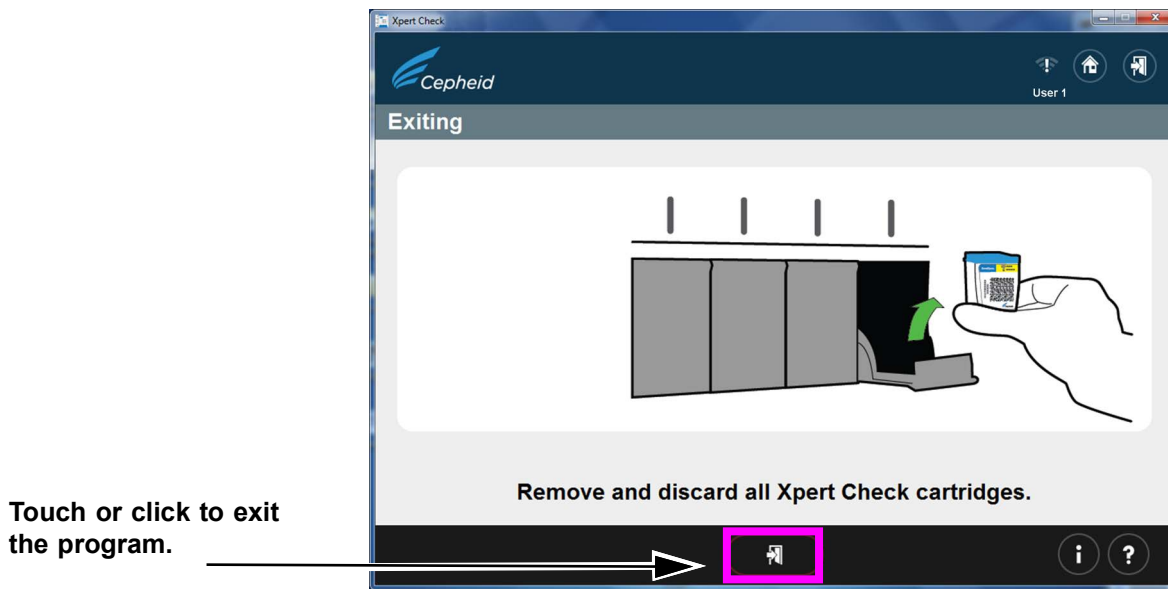 Xpert Check
Cepheid
User 1
Exiting
Remove and discard all Xpert Check cartridges.
Touch or click to exit
the program.
i
?